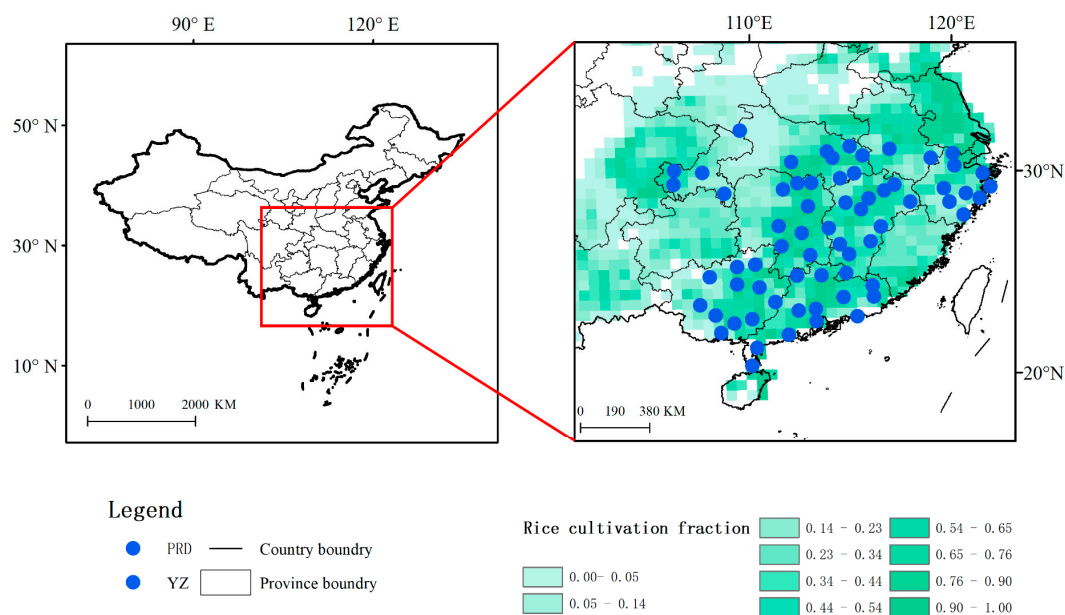 90° E
120° E
110°E
120°E
50° N
30° N
10° N
30°N
20°N
0
1000
2000 KM
0
190
380 KM
Legend
PRD
Country boundry
YZ
Province boundry
Rice cultivation fraction
0.00- 0.05
0.05 - 0.14
0.14 - 0.23
0.23 - 0.34
0.34 - 0.44
0.44 - 0.54
0.54 - 0.65
0.65 - 0.76
0.76 - 0.90
0.90 - 1.00